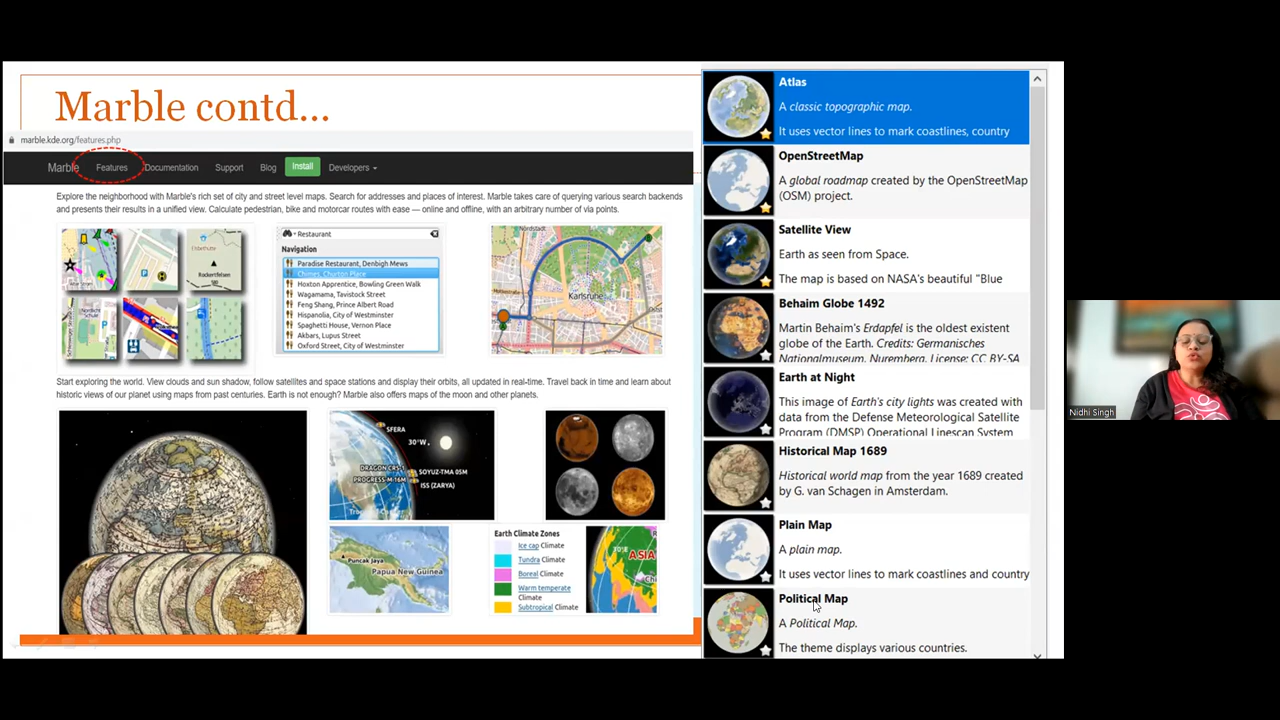 Marble contd...
marble.kde.org/features.php
Marble Features Documentation Support Blog Install Developers
Explore the neighborhood with Marble's rich set of city and street level maps. Search for addresses and places of interest. Marble takes care of querying various search backends
and presents their results in a unified view. Calculate pedestrian, bike and motorcar routes with ease — online and offline, with an arbitrary number of via points.
Restaurant
Navigation
Paradise Restaurant, Denbigh Mews
Chimes, Churton Place
Hoxton Apprentice, Bowling Green Walk
Wagamama, Tavistock Street
Feng Shang, Prince Albert Road
Hispanolia, City of Westminster
Spaghetti House, Vernon Place
Akbars, Lupus Street
Oxford Street, City of Westminster
Karlsruhe
Start exploring the world. View clouds and sun shadow, follow satellites and space stations and display their orbits, all updated in real-time. Travel back in time and learn about
historic views of our planet using maps from past centuries. Earth is not enough? Marble also offers maps of the moon and other planets.
SFERA
30°W
DRAGON CRS-1
SOYUZ-TMA 05M
PROGRESS-M-16M
ISS (ZARYA)
Puncak Jaya
Papua New Guinea
Earth Climate Zones
Ice cap Climate
Tundra Climate
Boreal Climate
Warm temperate
Climate
Subtropical Climate
30°E
ASIA
Atlas
A classic topographic map.
It uses vector lines to mark coastlines, country
OpenStreetMap
A global roadmap created by the OpenStreetMap
(OSM) project.
Satellite View
Earth as seen from Space.
The map is based on NASA's beautiful "Blue
Behaim Globe 1492
Martin Behaim's Erdapfel is the oldest existent
globe of the Earth. Credits: Germanisches
Nationalmuseum, Nuremberg, License: CC BY-SA
Earth at Night
This image of Earth's city lights was created with
data from the Defense Meteorological Satellite
Program (DMSP) Operational Linescan System
Historical Map 1689
Historical world map from the year 1689 created
by G. van Schagen in Amsterdam.
Plain Map
A plain map.
It uses vector lines to mark coastlines and country
Political Map
A Political Map.
The theme displays various countries.
Nidhi Singh